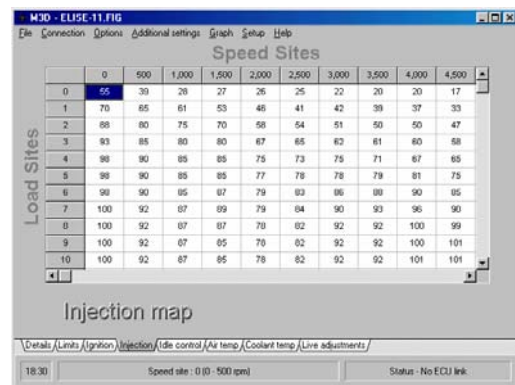 M3D - ELISE-11.FIG
File Connection Options Additional settings Graph Setup Help
Speed Sites
0 500 1,000 1,500 2,000 2,500 3,000 3,500 4,000 4,500
Load Sites
0 55 39 28 27 26 25 22 20 20 17
1 70 65 61 53 46 41 42 39 37 33
2 88 80 75 70 58 54 51 50 50 47
3 93 85 80 80 67 65 62 61 60 58
4 98 90 85 85 75 73 75 71 67 65
5 98 90 85 85 77 78 78 79 81 75
6 98 90 85 87 79 83 86 88 90 85
7 100 92 87 89 79 84 90 93 96 90
8 100 92 87 87 78 82 92 92 100 99
9 100 92 87 85 78 82 92 92 100 101
10 100 92 87 85 78 82 92 92 101 101
Injection map
Details Limits Ignition Injection Idle control Air temp Coolant temp Live adjustments
18:30 Speed site : 0 (0 - 500 rpm) Status - No ECU link